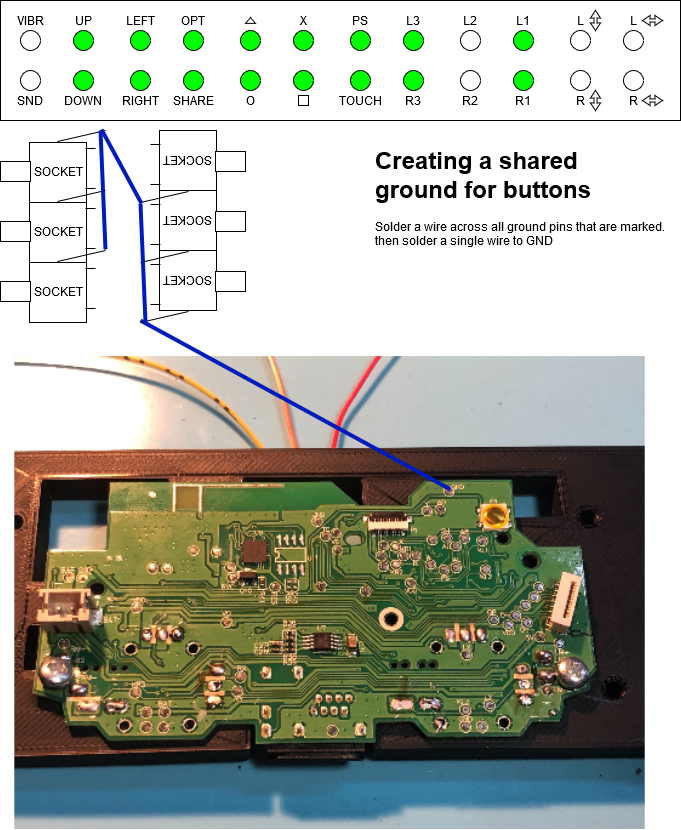 VIBR UP LEFT OPT △ X PS L3 L2 L1 L L
SND DOWN RIGHT SHARE O □ TOUCH R3 R2 R1 R R
SOCKET SOCKET
SOCKET SOCKET
SOCKET SOCKET
Creating a shared
ground for buttons
Solder a wire across all ground pins that are marked.
then solder a single wire to GND